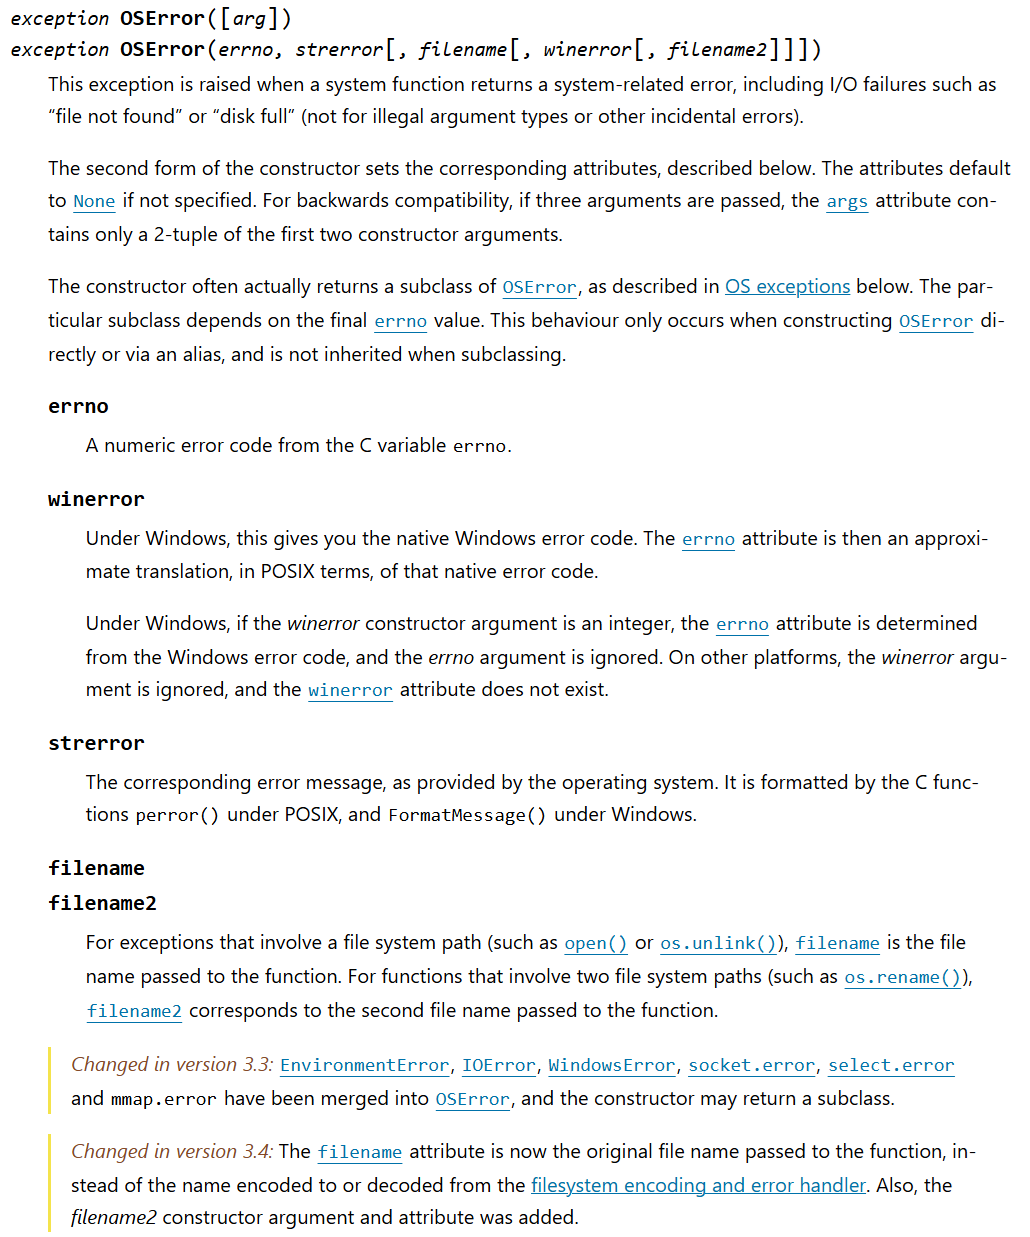 exception OSError([arg])
exception OSError(errno, strerror[, filename[, winerror[, filename2]]])
This exception is raised when a system function returns a system-related error, including I/O failures such as
“file not found” or “disk full” (not for illegal argument types or other incidental errors).
The second form of the constructor sets the corresponding attributes, described below. The attributes default
to None if not specified. For backwards compatibility, if three arguments are passed, the args attribute con-
tains only a 2-tuple of the first two constructor arguments.
The constructor often actually returns a subclass of OSError, as described in OS exceptions below. The par-
ticular subclass depends on the final errno value. This behaviour only occurs when constructing OSError di-
rectly or via an alias, and is not inherited when subclassing.
errno
A numeric error code from the C variable errno.
winerror
Under Windows, this gives you the native Windows error code. The errno attribute is then an approxi-
mate translation, in POSIX terms, of that native error code.
Under Windows, if the winerror constructor argument is an integer, the errno attribute is determined
from the Windows error code, and the errno argument is ignored. On other platforms, the winerror argu-
ment is ignored, and the winerror attribute does not exist.
strerror
The corresponding error message, as provided by the operating system. It is formatted by the C func-
tions perror() under POSIX, and FormatMessage() under Windows.
filename
filename2
For exceptions that involve a file system path (such as open() or os.unlink()), filename is the file
name passed to the function. For functions that involve two file system paths (such as os.rename()),
filename2 corresponds to the second file name passed to the function.
Changed in version 3.3: EnvironmentError, IOError, WindowsError, socket.error, select.error
and mmap.error have been merged into OSError, and the constructor may return a subclass.
Changed in version 3.4: The filename attribute is now the original file name passed to the function, in-
stead of the name encoded to or decoded from the filesystem encoding and error handler. Also, the
filename2 constructor argument and attribute was added.